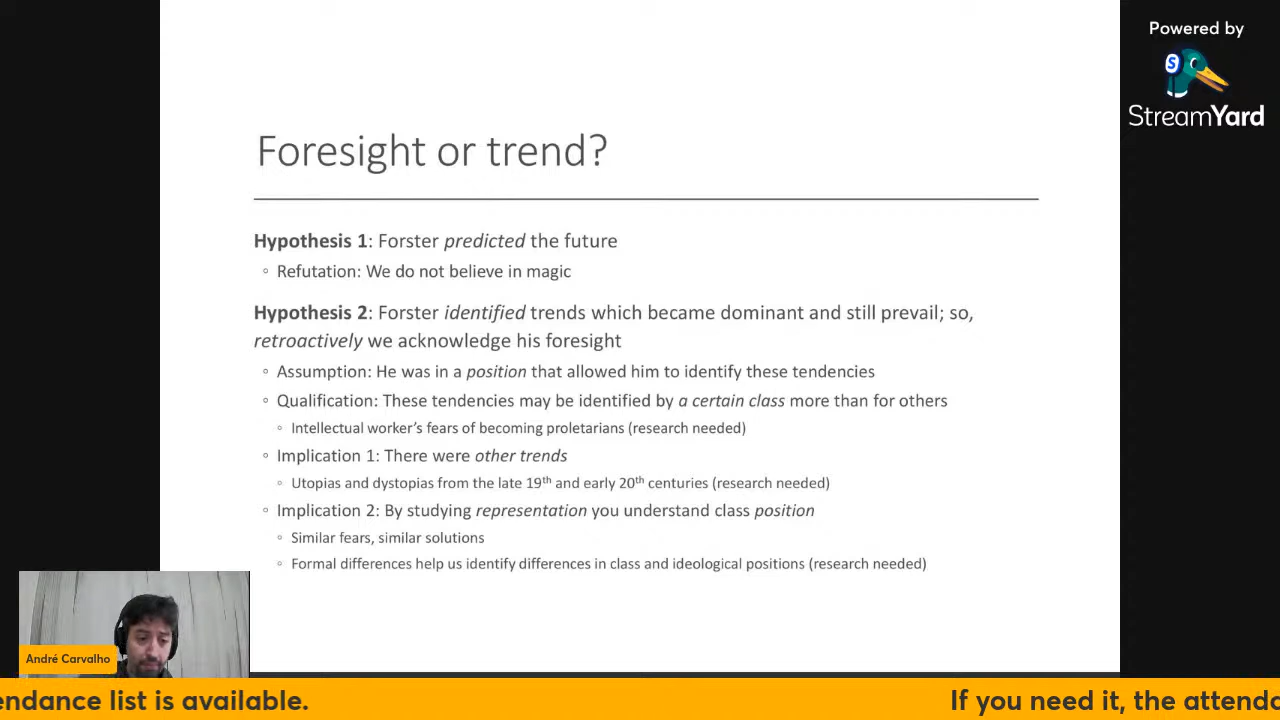 Powered by
StreamYard
Foresight or trend?
Hypothesis 1: Forster predicted the future
◦ Refutation: We do not believe in magic
Hypothesis 2: Forster identified trends which became dominant and still prevail; so,
retroactively we acknowledge his foresight
◦ Assumption: He was in a position that allowed him to identify these tendencies
◦ Qualification: These tendencies may be identified by a certain class more than for others
◦ Intellectual worker's fears of becoming proletarians (research needed)
◦ Implication 1: There were other trends
◦ Utopias and dystopias from the late 19th and early 20th centuries (research needed)
◦ Implication 2: By studying representation you understand class position
◦ Similar fears, similar solutions
◦ Formal differences help us identify differences in class and ideological positions (research needed)
André Carvalho
endance list is available. If you need it, the attenda